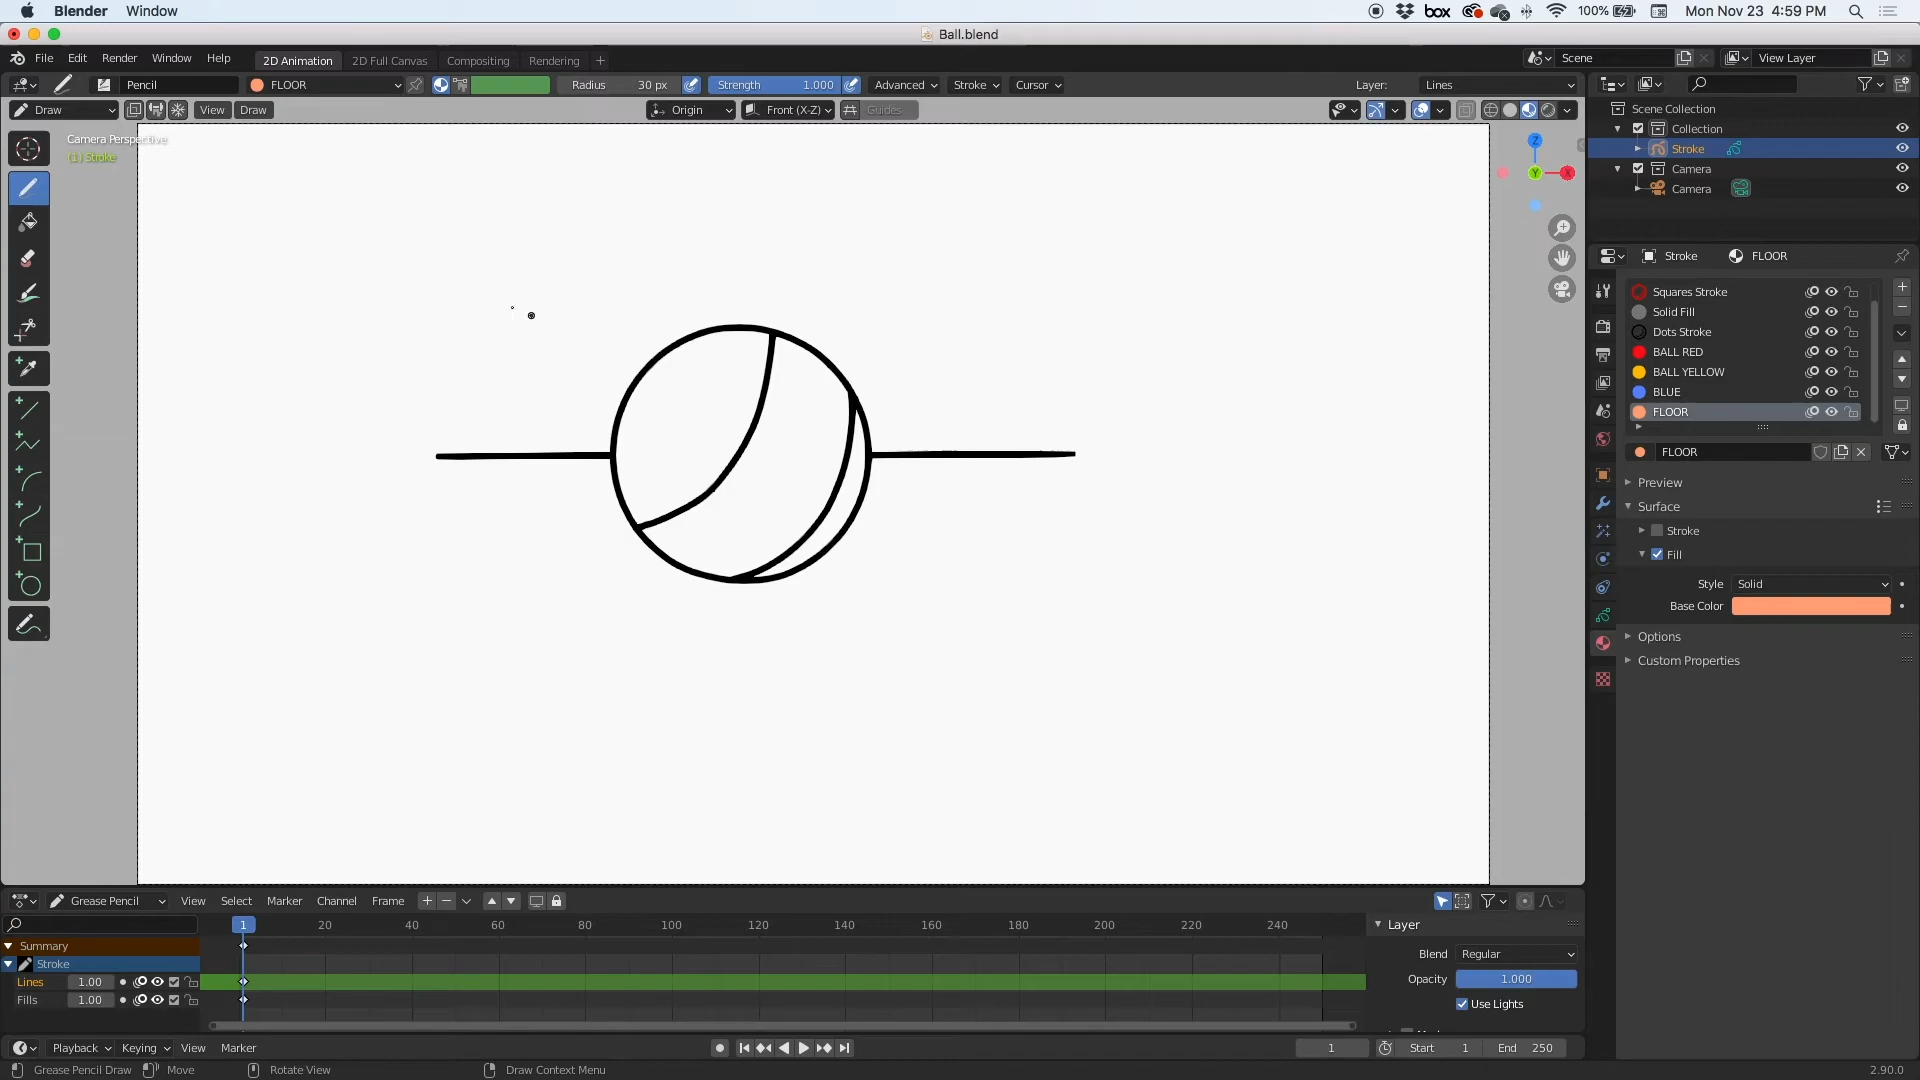 Blender Window
box 100% Mon Nov 23 4:59 PM
Ball.blend
File Edit Render Window Help 2D Animation 2D Full Canvas Compositing Rendering + Scene View Layer
Pencil FLOOR Radius 30 px Strength 1.000 Advanced Stroke Cursor Layer: Lines
Draw View Draw Origin Front (X-Z) Guides
Scene Collection
Collection
Stroke
Camera
Camera
Camera Perspective
(1) Stroke
Z
Y X
Stroke FLOOR
Squares Stroke
Solid Fill
Dots Stroke
BALL RED
BALL YELLOW
BLUE
FLOOR
FLOOR
Preview
Surface
Stroke
Fill
Style Solid
Base Color
Options
Custom Properties
Grease Pencil View Select Marker Channel Frame
1 20 40 60 80 100 120 140 160 180 200 220 240
Summary
Stroke
Lines 1.00
Fills 1.00
Layer
Blend Regular
Opacity 1.000
Use Lights
Playback Keying View Marker 1 Start 1 End 250
Grease Pencil Draw Move Rotate View Draw Context Menu 2.90.0